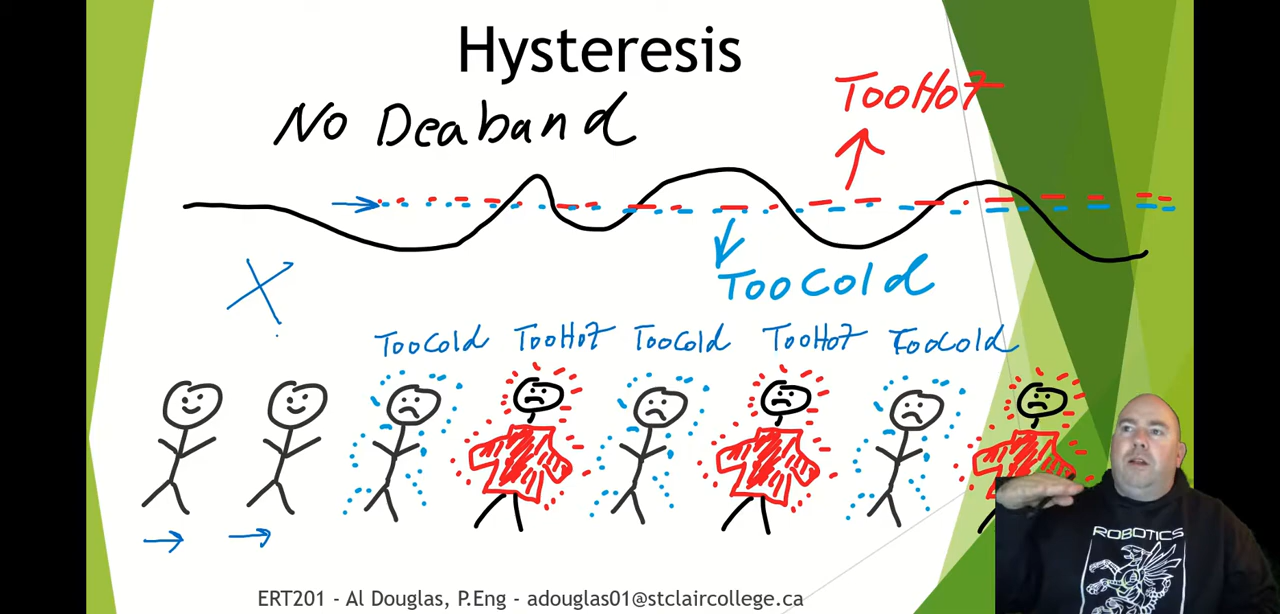 Hysteresis
No Deaband
TooHot
TooCold
TooCold TooHot TooCold TooHot TooCold
ROBOTICS
ERT201 - Al Douglas, P.Eng - adouglas01@stclaircollege.ca